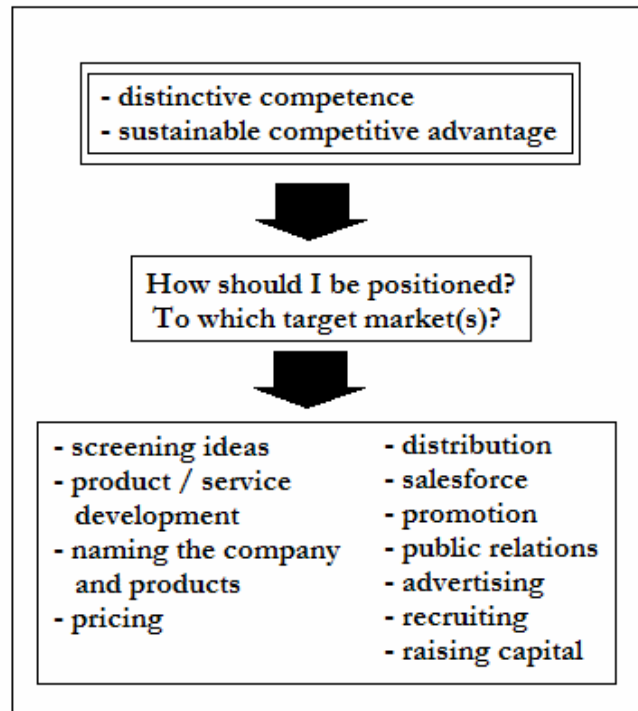 - distinctive competence
- sustainable competitive advantage
How should I be positioned?
To which target market(s)?
- screening ideas
- product / service
development
- naming the company
and products
- pricing
- distribution
- salesforce
- promotion
- public relations
- advertising
- recruiting
- raising capital